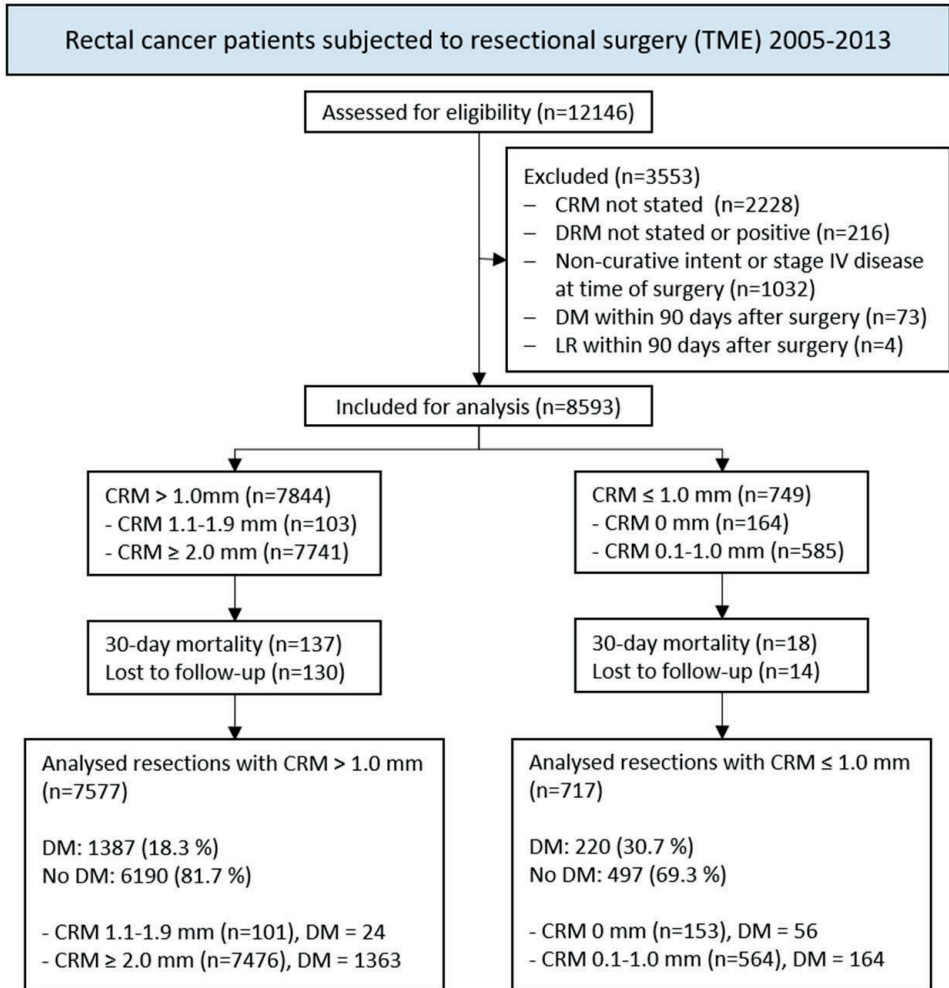 Rectal cancer patients subjected to resectional surgery (TME) 2005-2013
Assessed for eligibility (n=12146)
Excluded (n=3553)
– CRM not stated (n=2228)
– DRM not stated or positive (n=216)
– Non-curative intent or stage IV disease
at time of surgery (n=1032)
– DM within 90 days after surgery (n=73)
– LR within 90 days after surgery (n=4)
Included for analysis (n=8593)
CRM > 1.0mm (n=7844)
- CRM 1.1-1.9 mm (n=103)
- CRM ≥ 2.0 mm (n=7741)
CRM ≤ 1.0 mm (n=749)
- CRM 0 mm (n=164)
- CRM 0.1-1.0 mm (n=585)
30-day mortality (n=137)
Lost to follow-up (n=130)
30-day mortality (n=18)
Lost to follow-up (n=14)
Analysed resections with CRM > 1.0 mm
(n=7577)
DM: 1387 (18.3 %)
No DM: 6190 (81.7 %)
- CRM 1.1-1.9 mm (n=101), DM = 24
- CRM ≥ 2.0 mm (n=7476), DM = 1363
Analysed resections with CRM ≤ 1.0 mm
(n=717)
DM: 220 (30.7 %)
No DM: 497 (69.3 %)
- CRM 0 mm (n=153), DM = 56
- CRM 0.1-1.0 mm (n=564), DM = 164